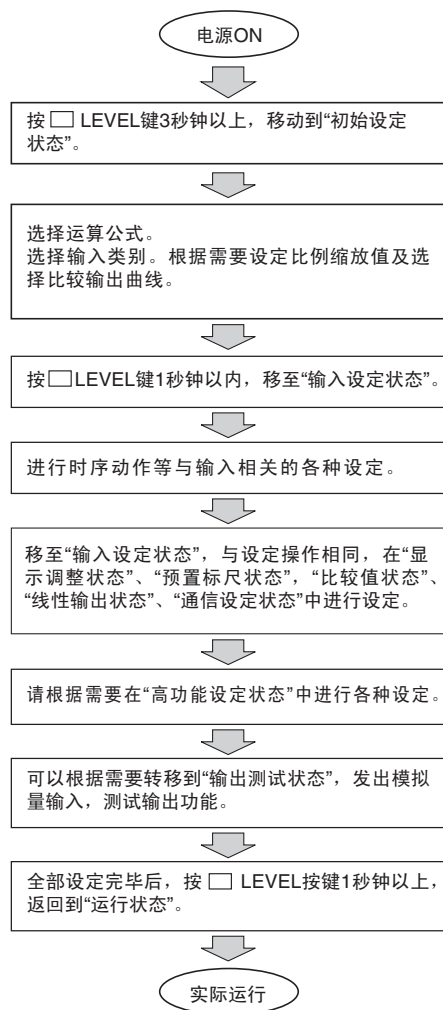 电源ON
按□ LEVEL键3秒钟以上，移动到“初始设定
状态”。
选择运算公式。
选择输入类别。根据需要设定比例缩放值及选
择比较输出曲线。
按□LEVEL键1秒钟以内，移至“输入设定状态”。
进行时序动作等与输入相关的各种设定。
移至“输入设定状态”，与设定操作相同，在“显
示调整状态”、“预置标尺状态”，“比较值状态”、
“线性输出状态”、“通信设定状态”中进行设定。
请根据需要在“高功能设定状态”中进行各种设定。
可以根据需要转移到“输出测试状态”，发出模拟
量输入，测试输出功能。
全部设定完毕后，按 □ LEVEL按键1秒钟以上，
返回到“运行状态”。
实际运行